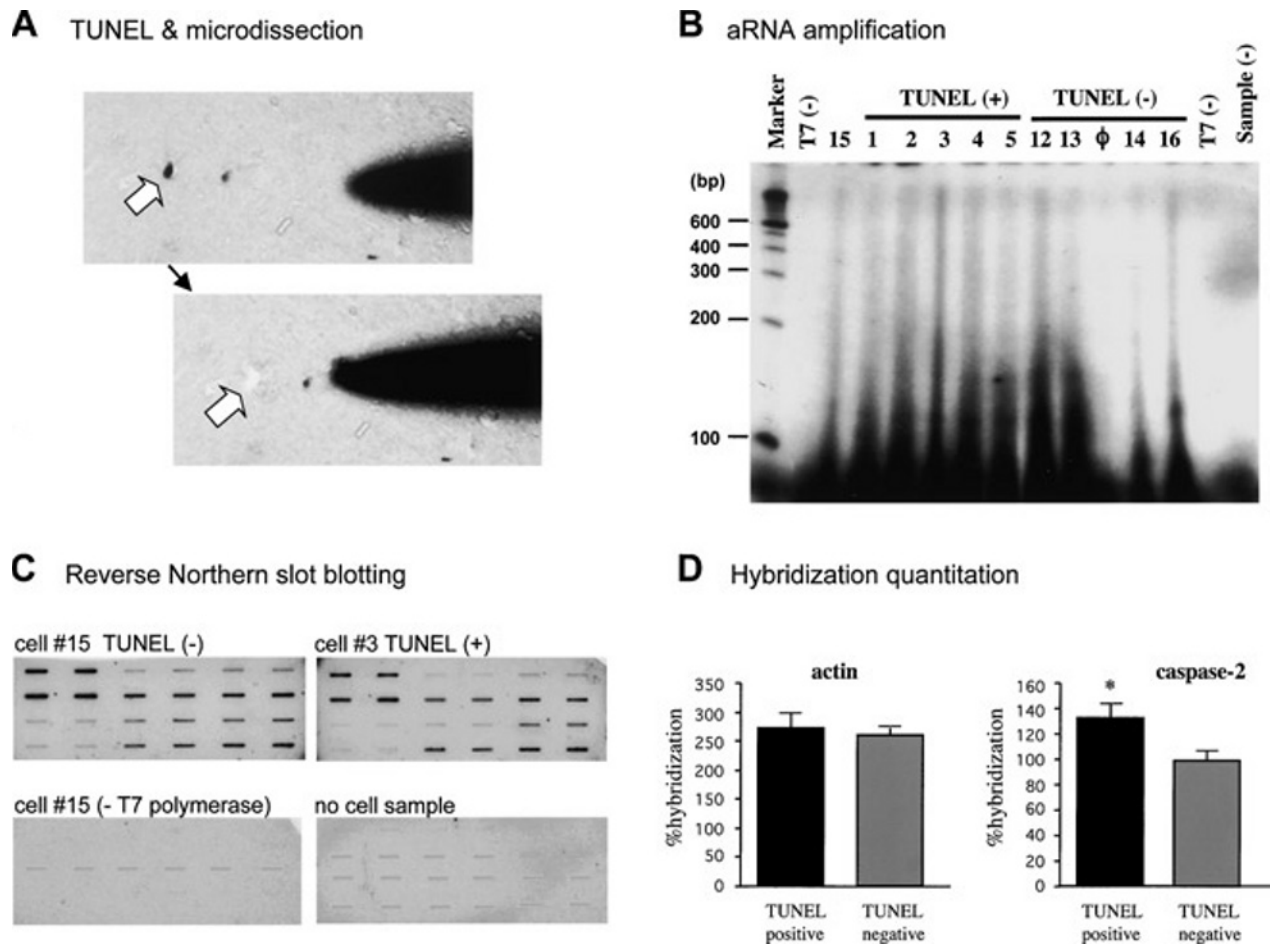 A TUNEL & microdissection
B aRNA amplification
Marker
T7 (-)
15
TUNEL (+)
1 2 3 4 5
TUNEL (-)
12 13 ϕ 14 16
T7 (-)
Sample (-)
(bp)
600
400
300
200
100
C Reverse Northern slot blotting
cell #15 TUNEL (-)
cell #3 TUNEL (+)
cell #15 (- T7 polymerase)
no cell sample
D Hybridization quantitation
actin
%hybridization
350
300
250
200
150
100
50
0
TUNEL positive
TUNEL negative
caspase-2
*
%hybridization
160
140
120
100
80
60
40
20
0
TUNEL positive
TUNEL negative